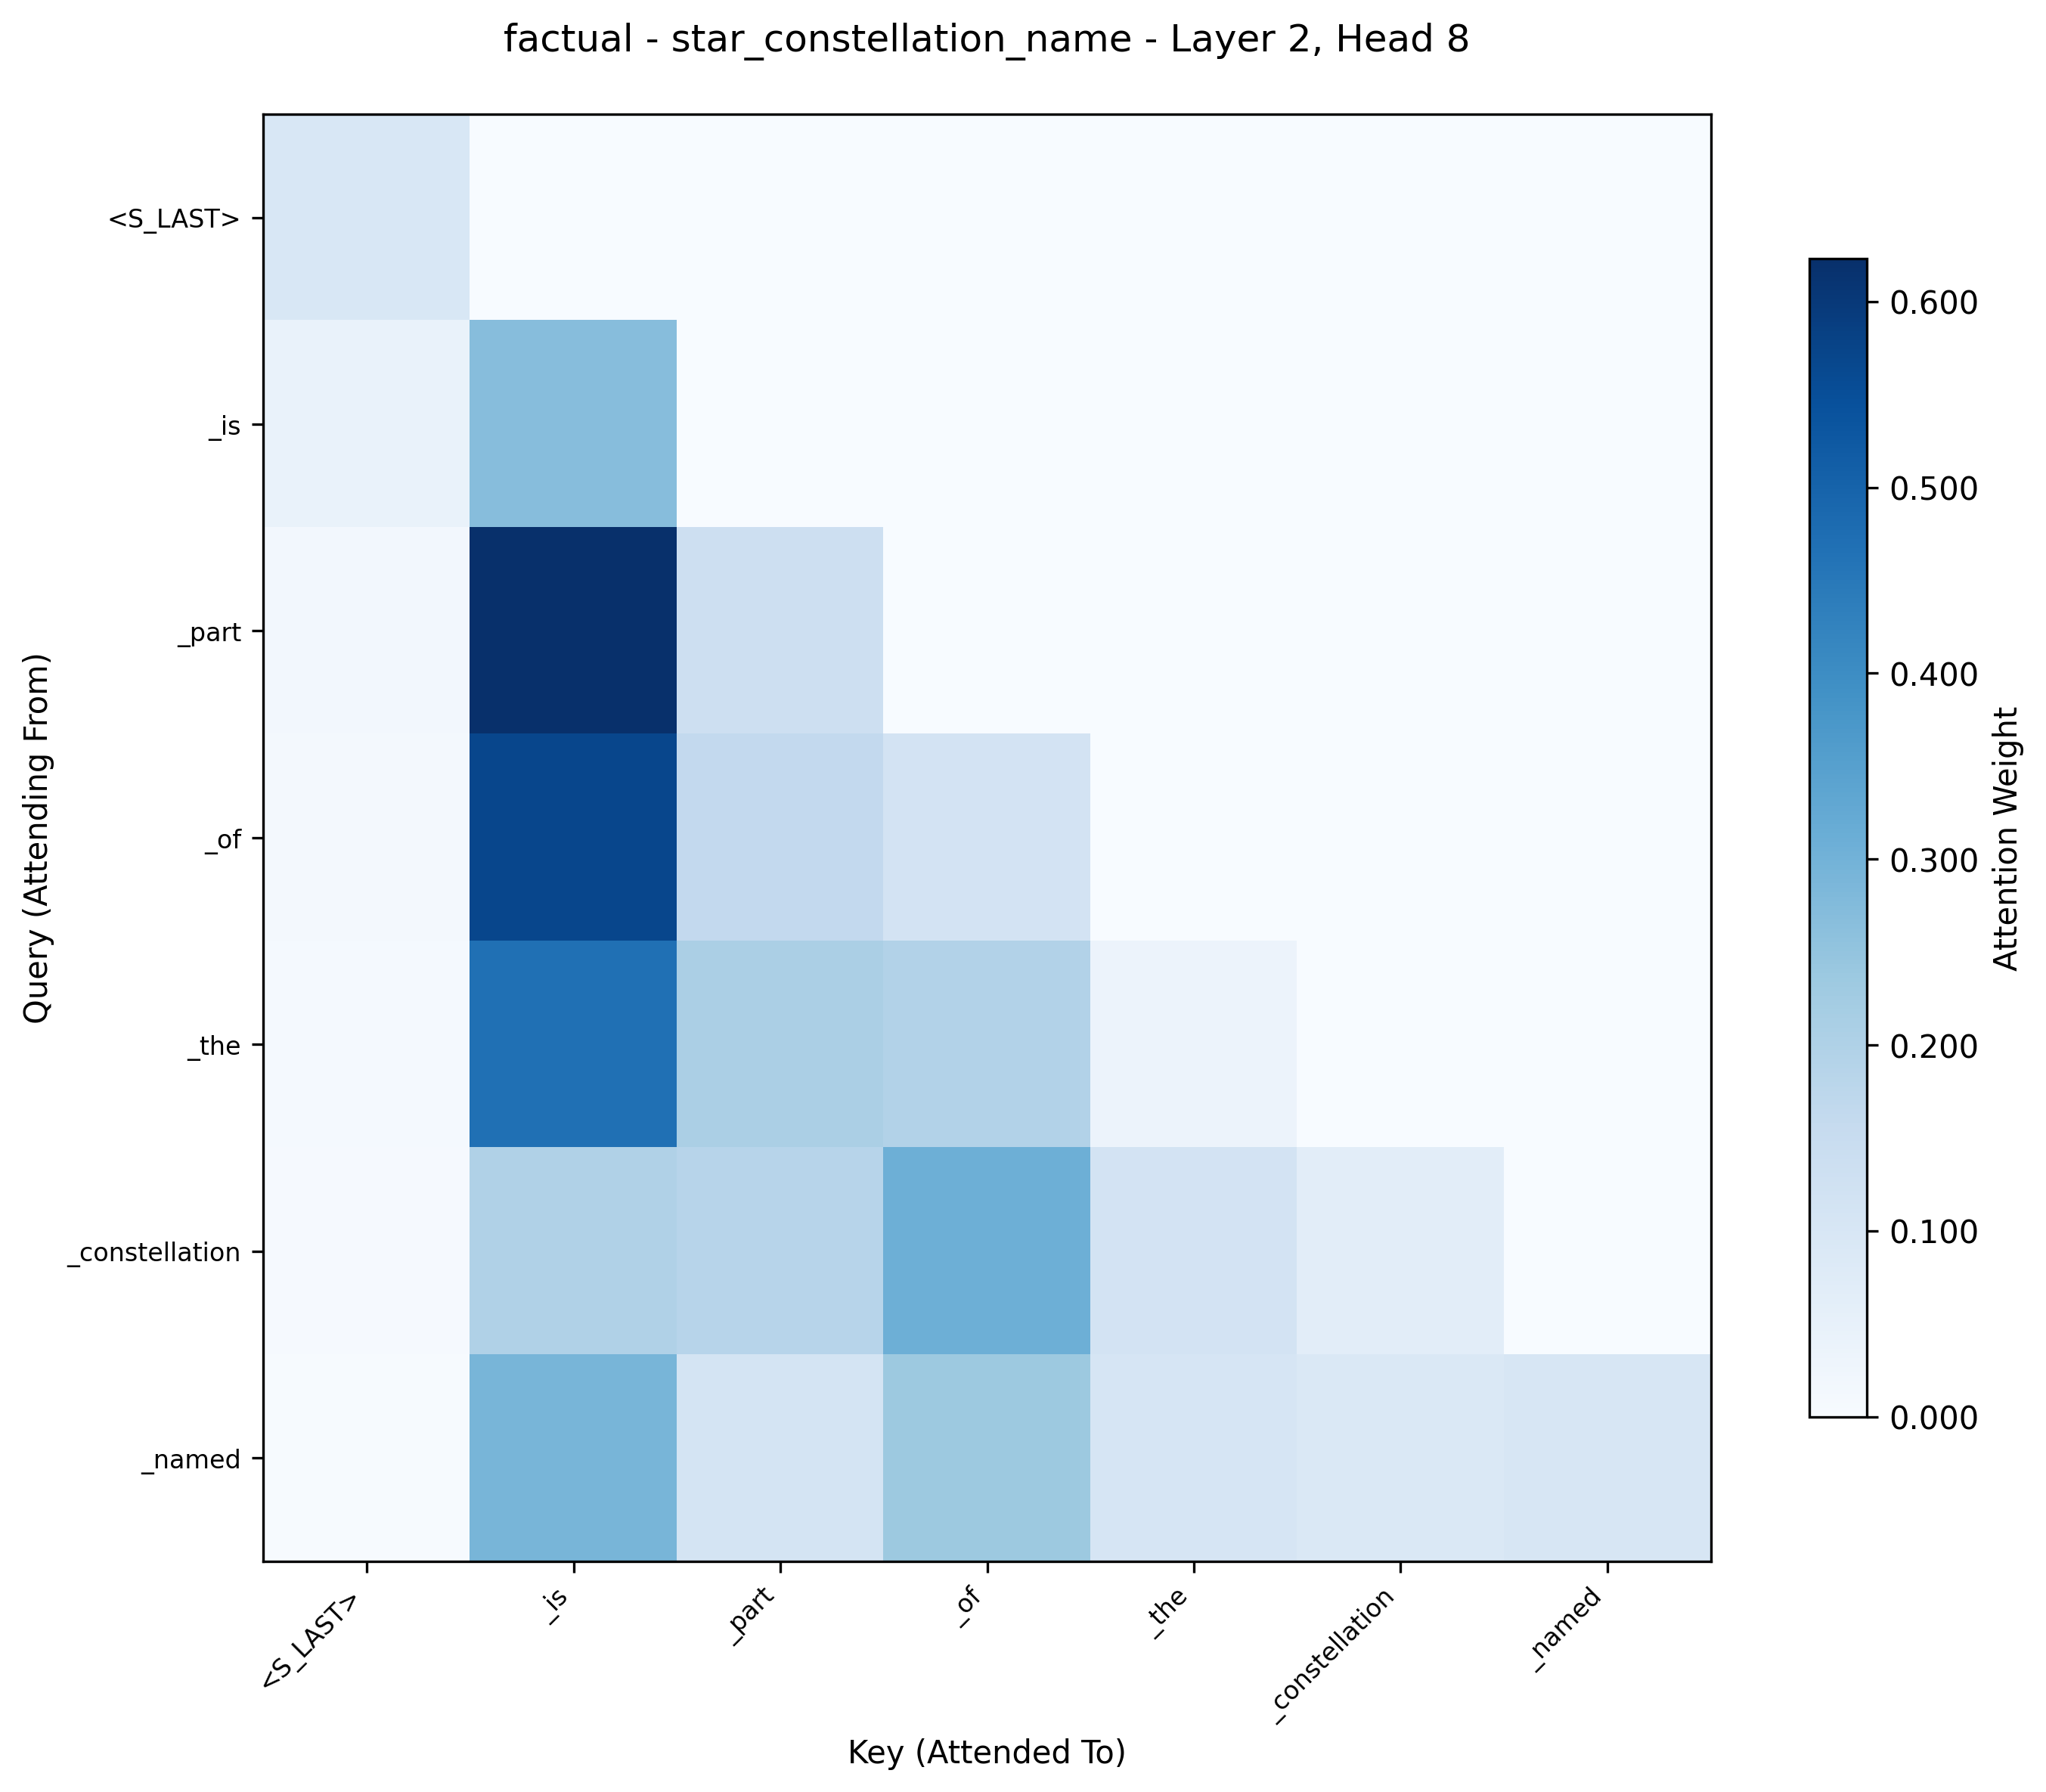 factual - star_constellation_name - Layer 2, Head 8
Query (Attending From)
<S_LAST>
_is
_part
_of
_the
_constellation
_named
<S_LAST>
_is
_part
_of
_the
_constellation
_named
Key (Attended To)
0.600
0.500
0.400
0.300
0.200
0.100
0.000
Attention Weight